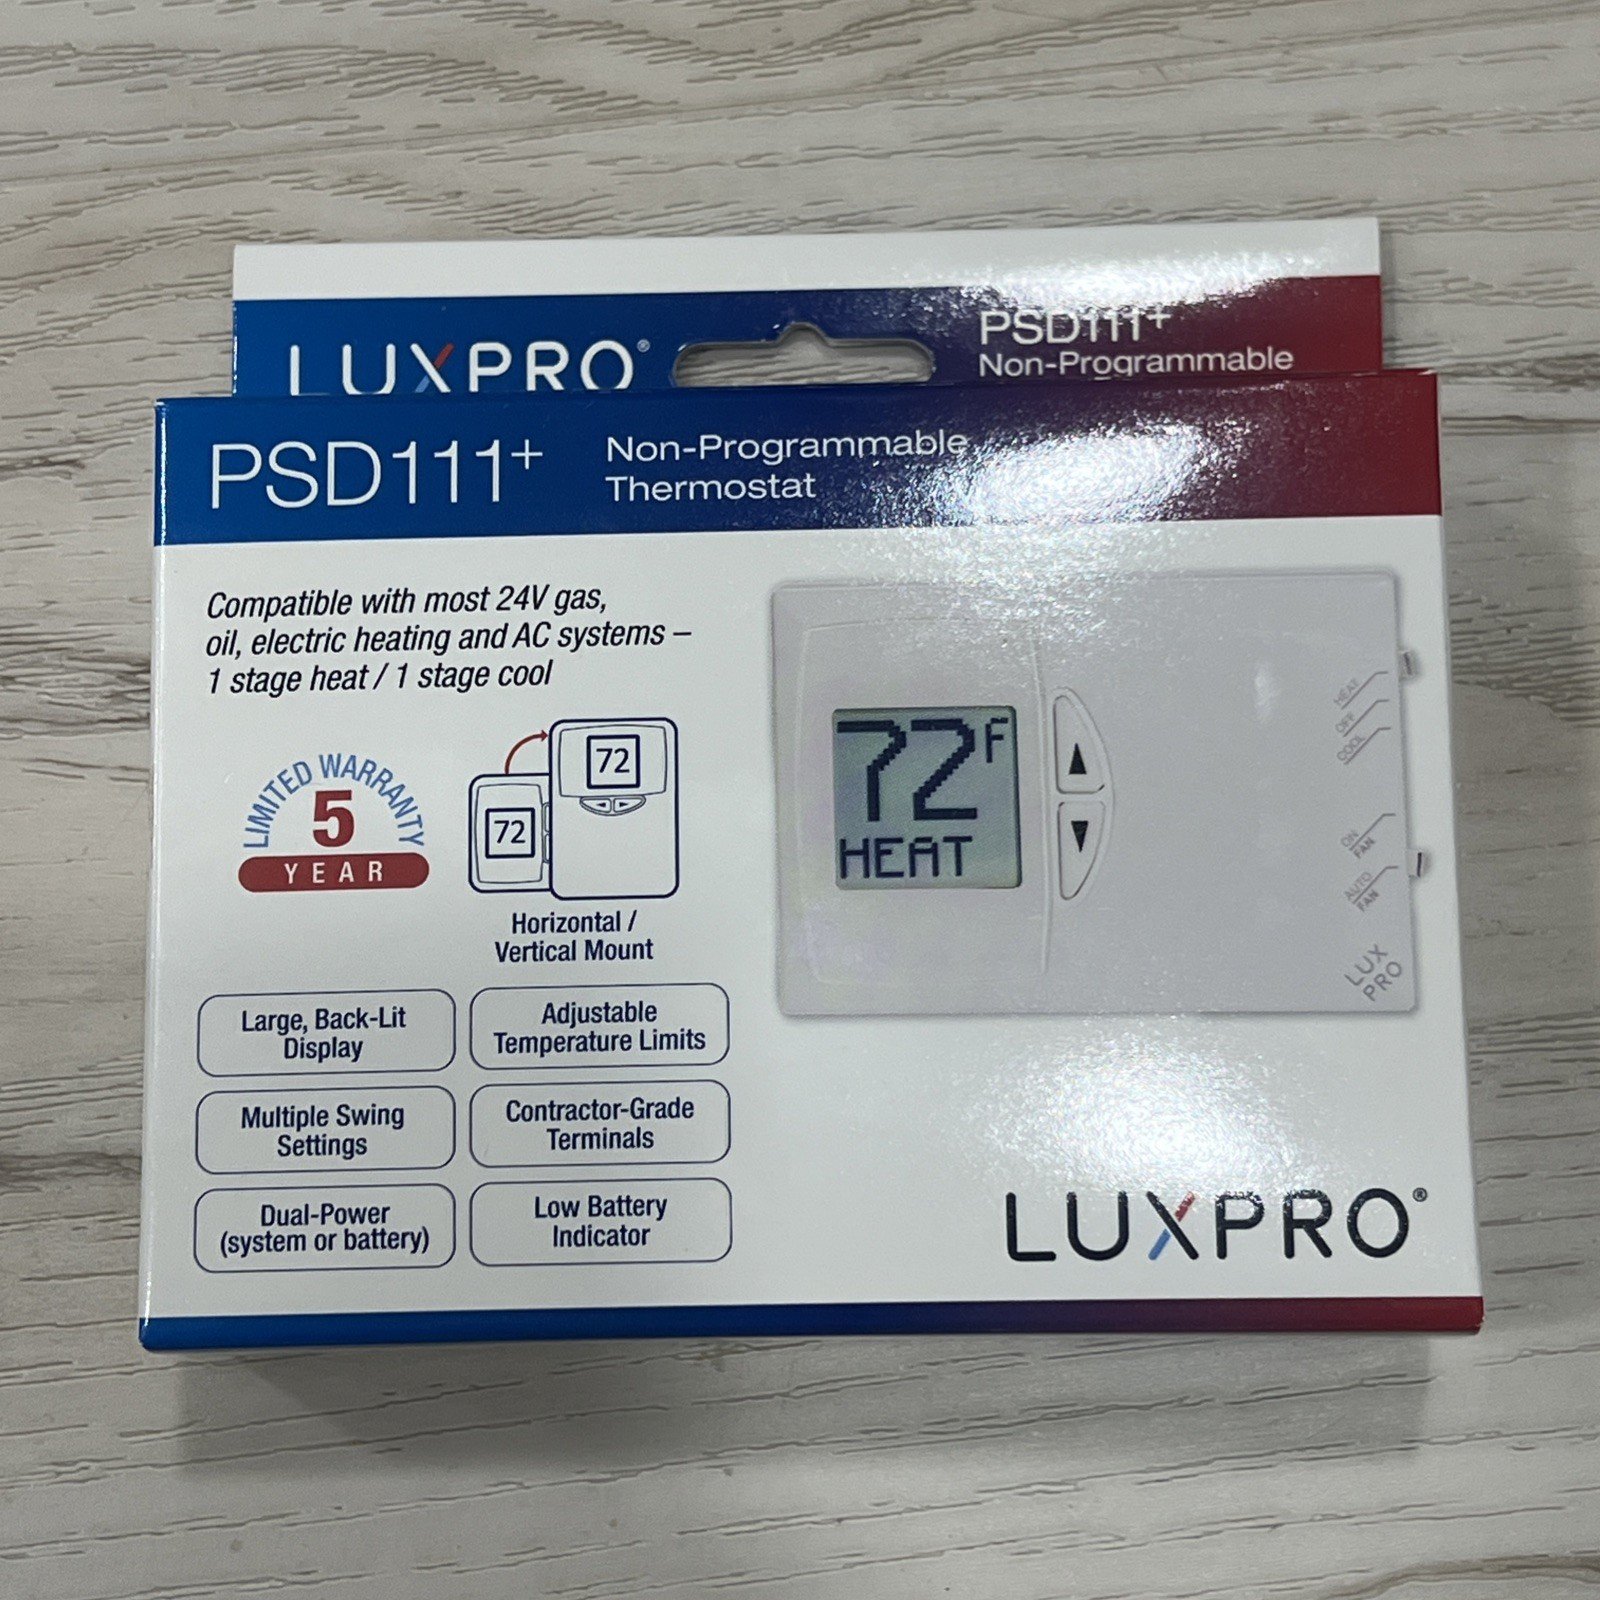 LUXPRO®
PSD111+
Non-Programmable
PSD111+
Non-Programmable
Thermostat
Compatible with most 24V gas,
oil, electric heating and AC systems –
1 stage heat / 1 stage cool
LIMITED WARRANTY
5
YEAR
72
72
Horizontal /
Vertical Mount
Large, Back-Lit
Display
Adjustable
Temperature Limits
Multiple Swing
Settings
Contractor-Grade
Terminals
Dual-Power
(system or battery)
Low Battery
Indicator
72F
HEAT
HEAT
OFF
COOL
ON
FAN
AUTO
FAN
LUX
PRO
LUXPRO®